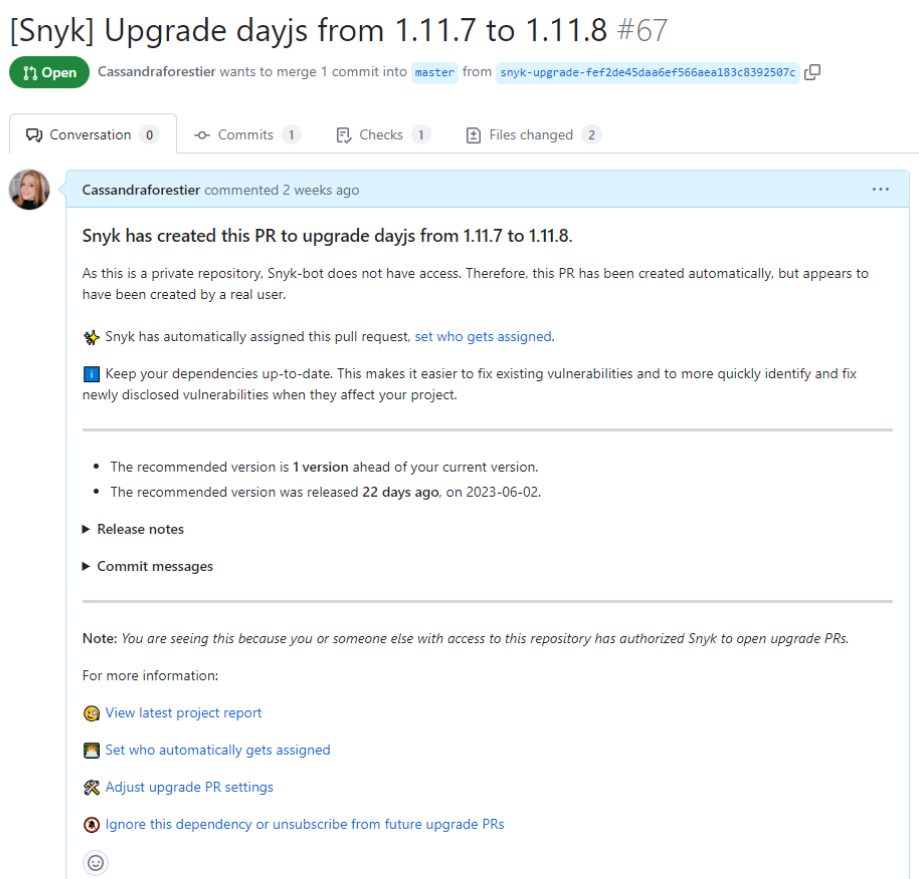 [Snyk] Upgrade dayjs from 1.11.7 to 1.11.8 #67
Open Cassandraforestier wants to merge 1 commit into master from snyk-upgrade-fef2de45daa6ef566aea183c8392507c
Conversation 0 Commits 1 Checks 1 Files changed 2
Cassandraforestier commented 2 weeks ago ...
Snyk has created this PR to upgrade dayjs from 1.11.7 to 1.11.8.
As this is a private repository, Snyk-bot does not have access. Therefore, this PR has been created automatically, but appears to
have been created by a real user.
Snyk has automatically assigned this pull request, set who gets assigned.
Keep your dependencies up-to-date. This makes it easier to fix existing vulnerabilities and to more quickly identify and fix
newly disclosed vulnerabilities when they affect your project.
• The recommended version is 1 version ahead of your current version.
• The recommended version was released 22 days ago, on 2023-06-02.
Release notes
Commit messages
Note: You are seeing this because you or someone else with access to this repository has authorized Snyk to open upgrade PRs.
For more information:
View latest project report
Set who automatically gets assigned
Adjust upgrade PR settings
Ignore this dependency or unsubscribe from future upgrade PRs